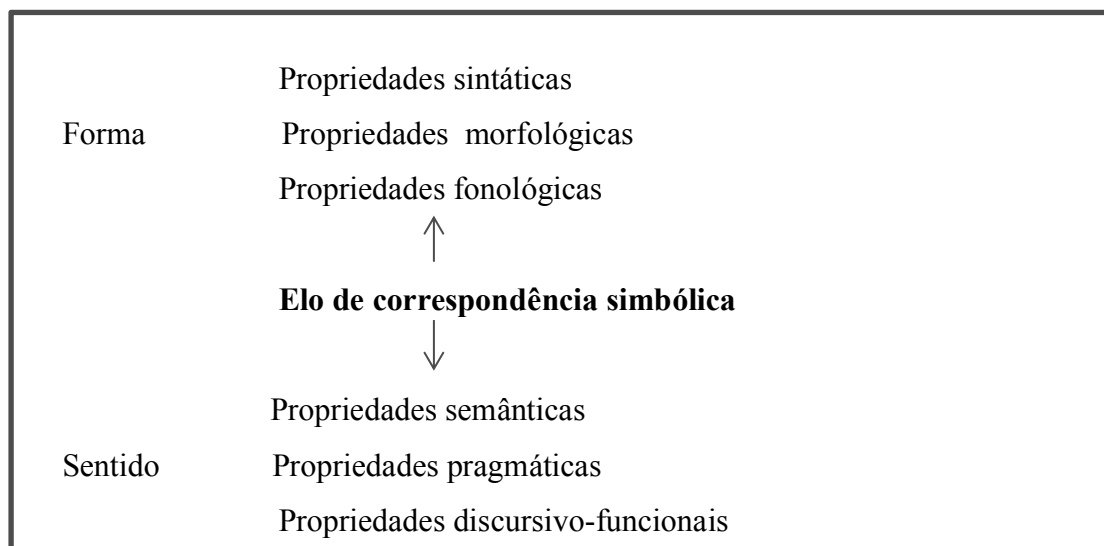 Propriedades sintáticas
Forma Propriedades morfológicas
Propriedades fonológicas
Elo de correspondência simbólica
Propriedades semânticas
Sentido Propriedades pragmáticas
Propriedades discursivo-funcionais